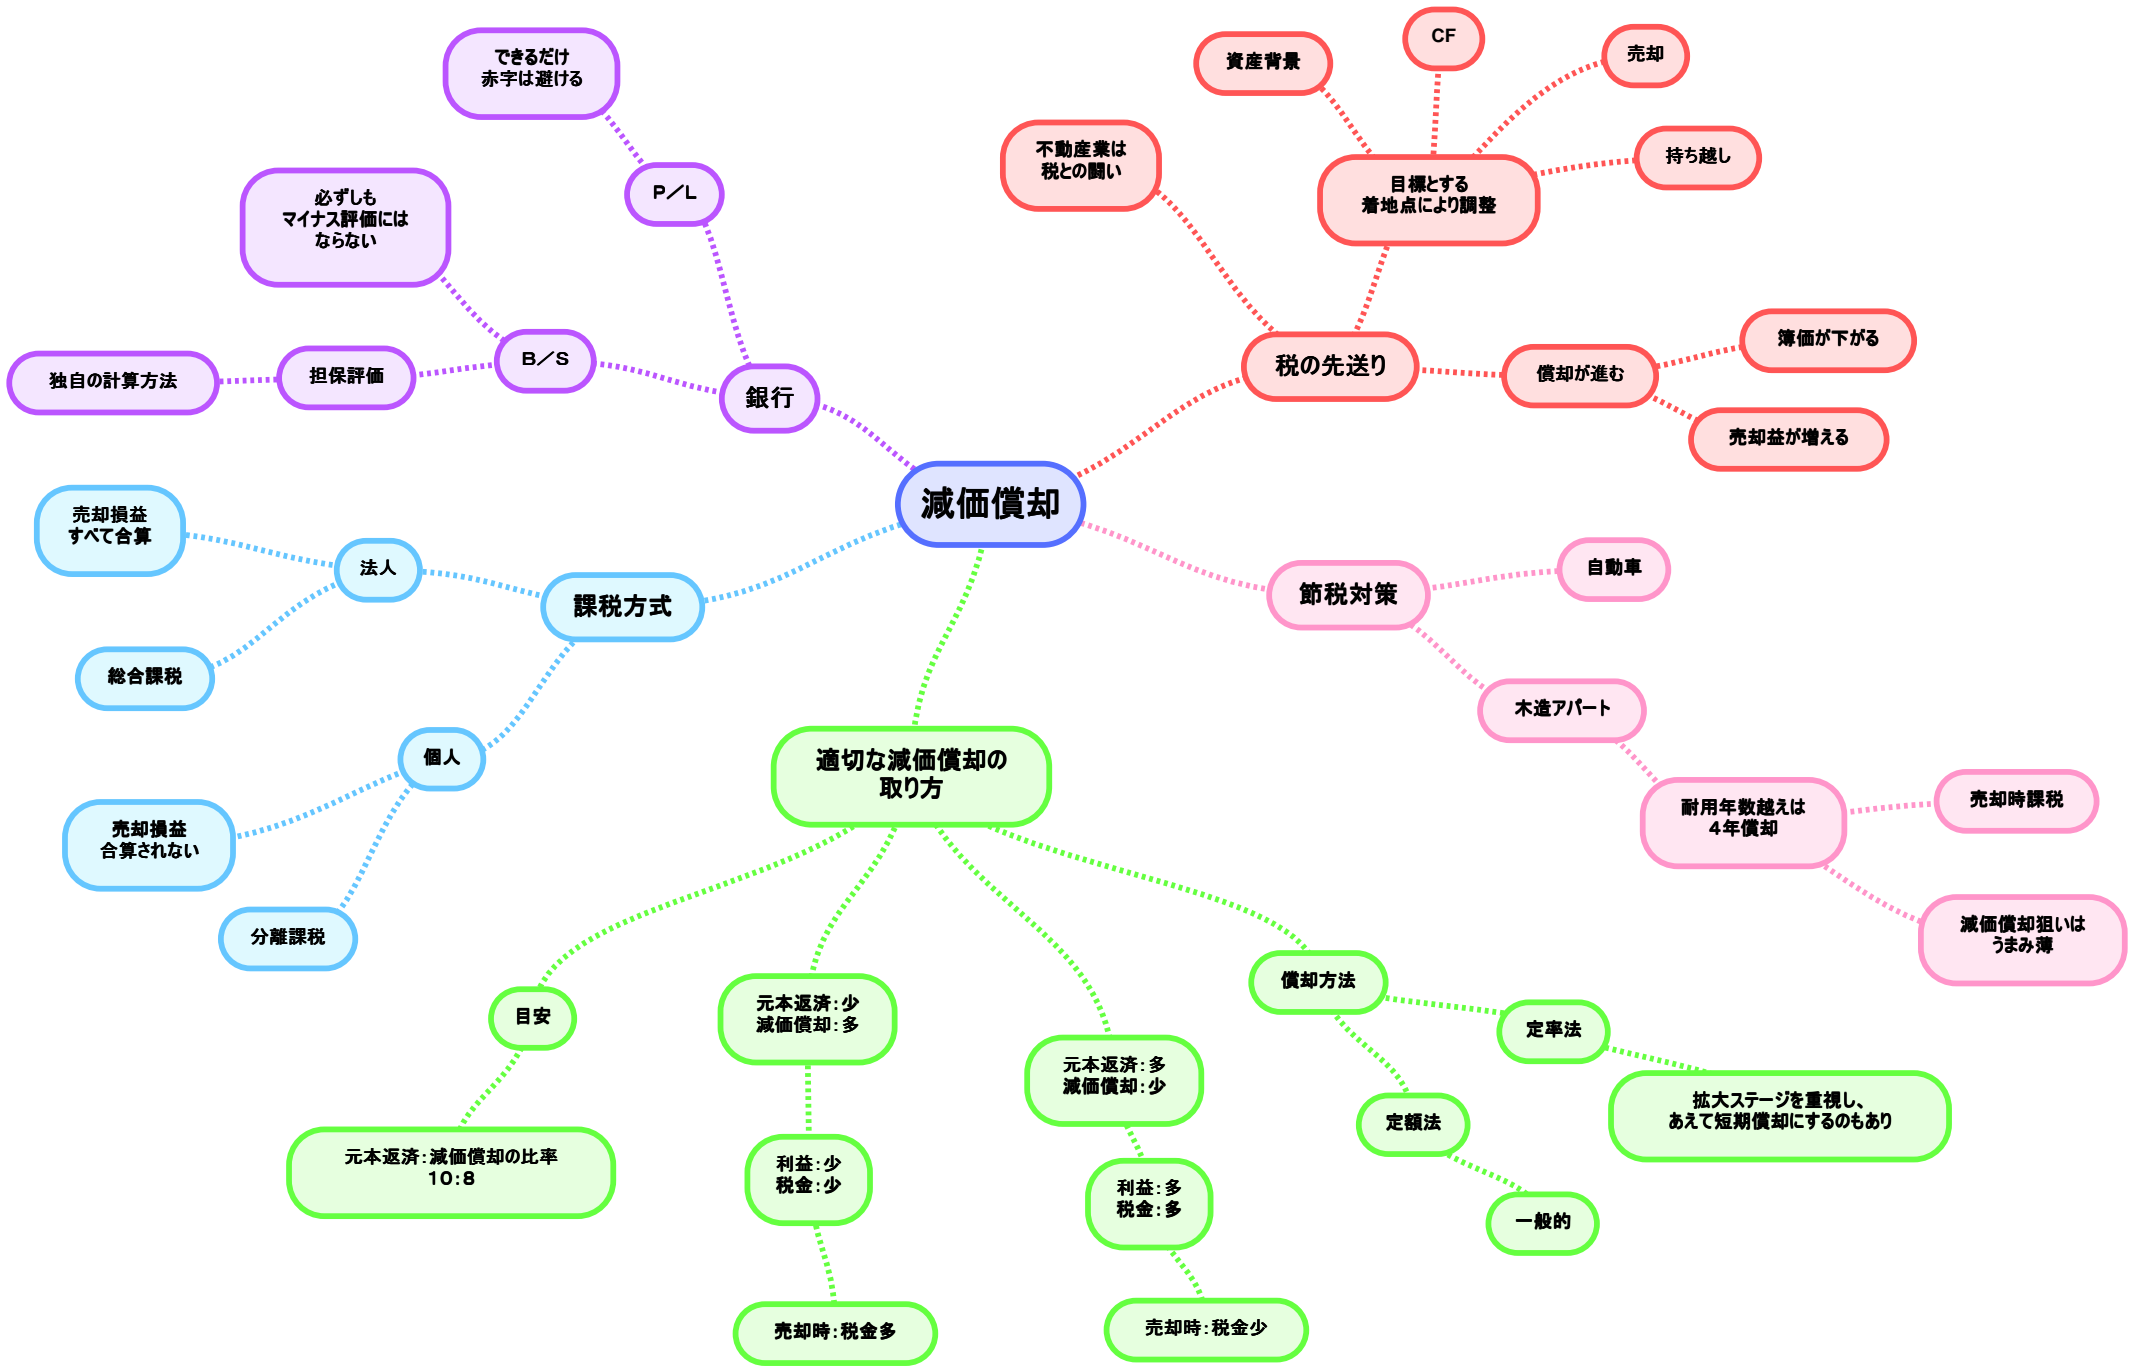 減価償却
銀行
P／L
できるだけ
赤字は避ける
B／S
必ずしも
マイナス評価には
ならない
担保評価
独自の計算方法
税の先送り
不動産業は
税との闘い
目標とする
着地点により調整
資産背景
CF
売却
持ち越し
償却が進む
簿価が下がる
売却益が増える
課税方式
法人
売却損益
すべて合算
総合課税
個人
売却損益
合算されない
分離課税
節税対策
自動車
木造アパート
耐用年数越えは
4年償却
売却時課税
減価償却狙いは
うまみ薄
適切な減価償却の
取り方
目安
元本返済：減価償却の比率
10：8
元本返済：少
減価償却：多
利益：少
税金：少
売却時：税金多
元本返済：多
減価償却：少
利益：多
税金：多
売却時：税金少
償却方法
定率法
拡大ステージを重視し、
あえて短期償却にするのもあり
定額法
一般的